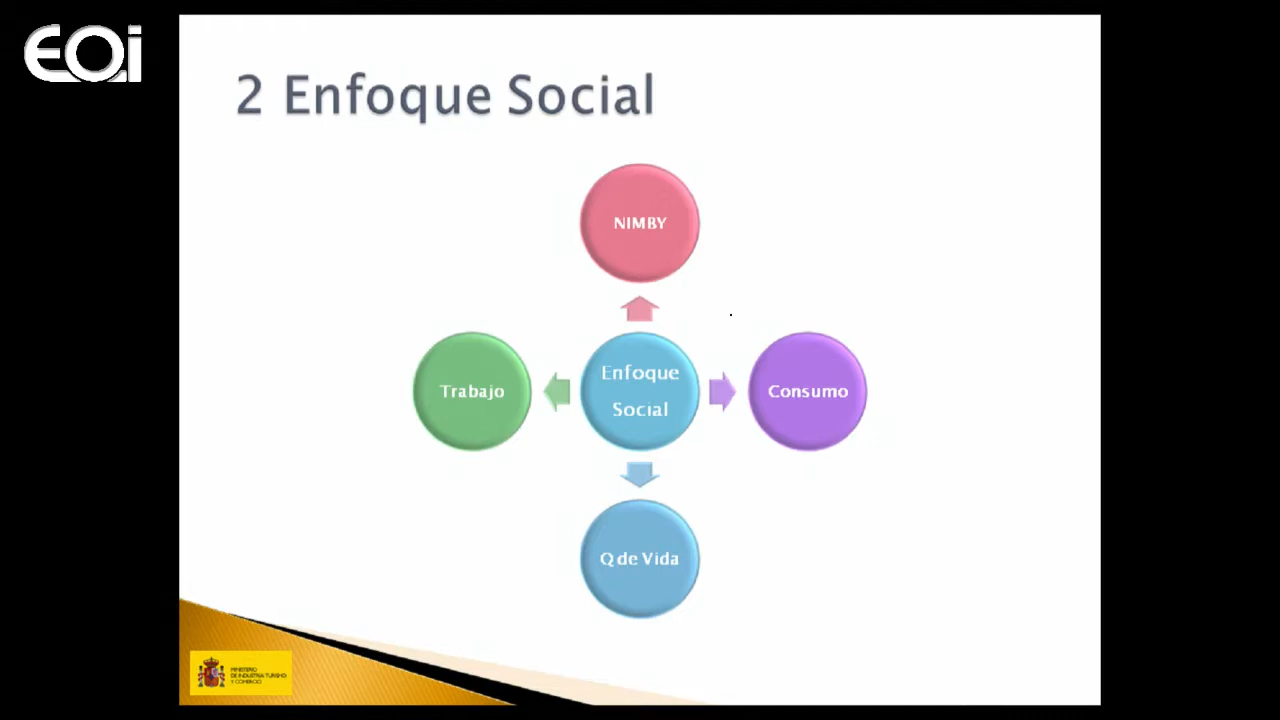 EOi
2 Enfoque Social
NIMBY
Trabajo
Enfoque
Social
Consumo
Q de Vida
MINISTERIO
DE INDUSTRIA, TURISMO
Y COMERCIO